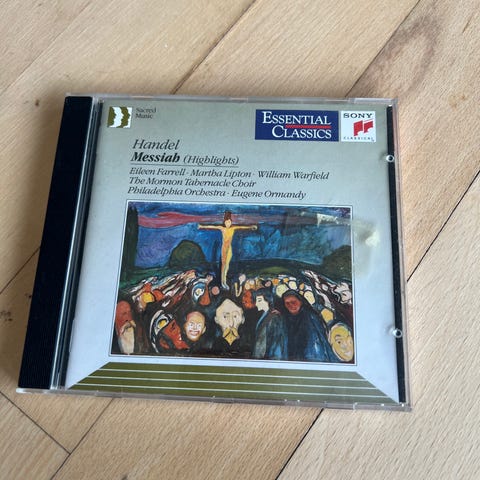 Sacred
Music
ESSENTIAL
CLASSICS
SONY
CLASSICAL
Handel
Messiah (Highlights)
Eileen Farrell · Martha Lipton · William Warfield
The Mormon Tabernacle Choir
Philadelphia Orchestra · Eugene Ormandy